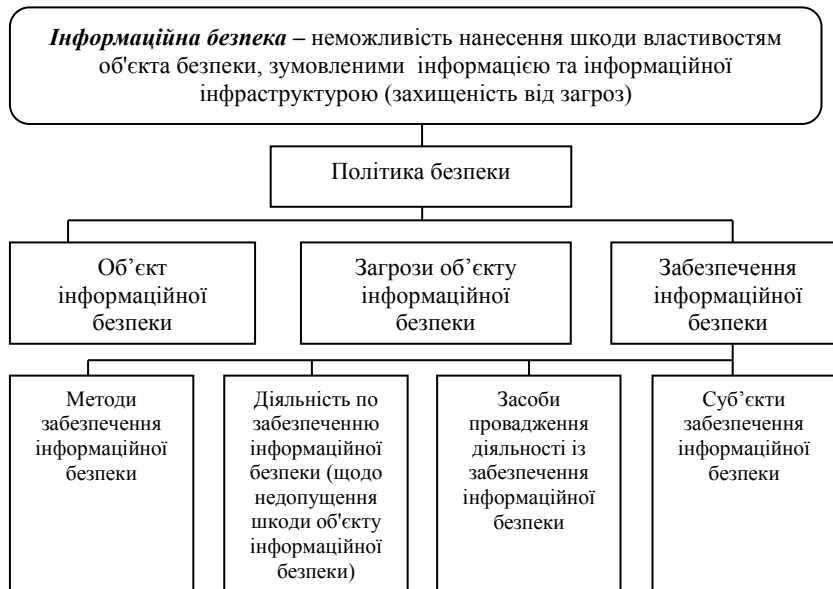 Інформаційна безпека – неможливість нанесення шкоди властивостям
об'єкта безпеки, зумовленими інформацією та інформаційної
інфраструктурою (захищеність від загроз)
Політика безпеки
Об’єкт
інформаційної
безпеки
Загрози об’єкту
інформаційної
безпеки
Забезпечення
інформаційної
безпеки
Методи
забезпечення
інформаційної
безпеки
Діяльність по
забезпеченню
інформаційної
безпеки (щодо
недопущення
шкоди об'єкту
інформаційної
безпеки)
Засоби
провадження
діяльності із
забезпечення
інформаційної
безпеки
Суб’єкти
забезпечення
інформаційної
безпеки